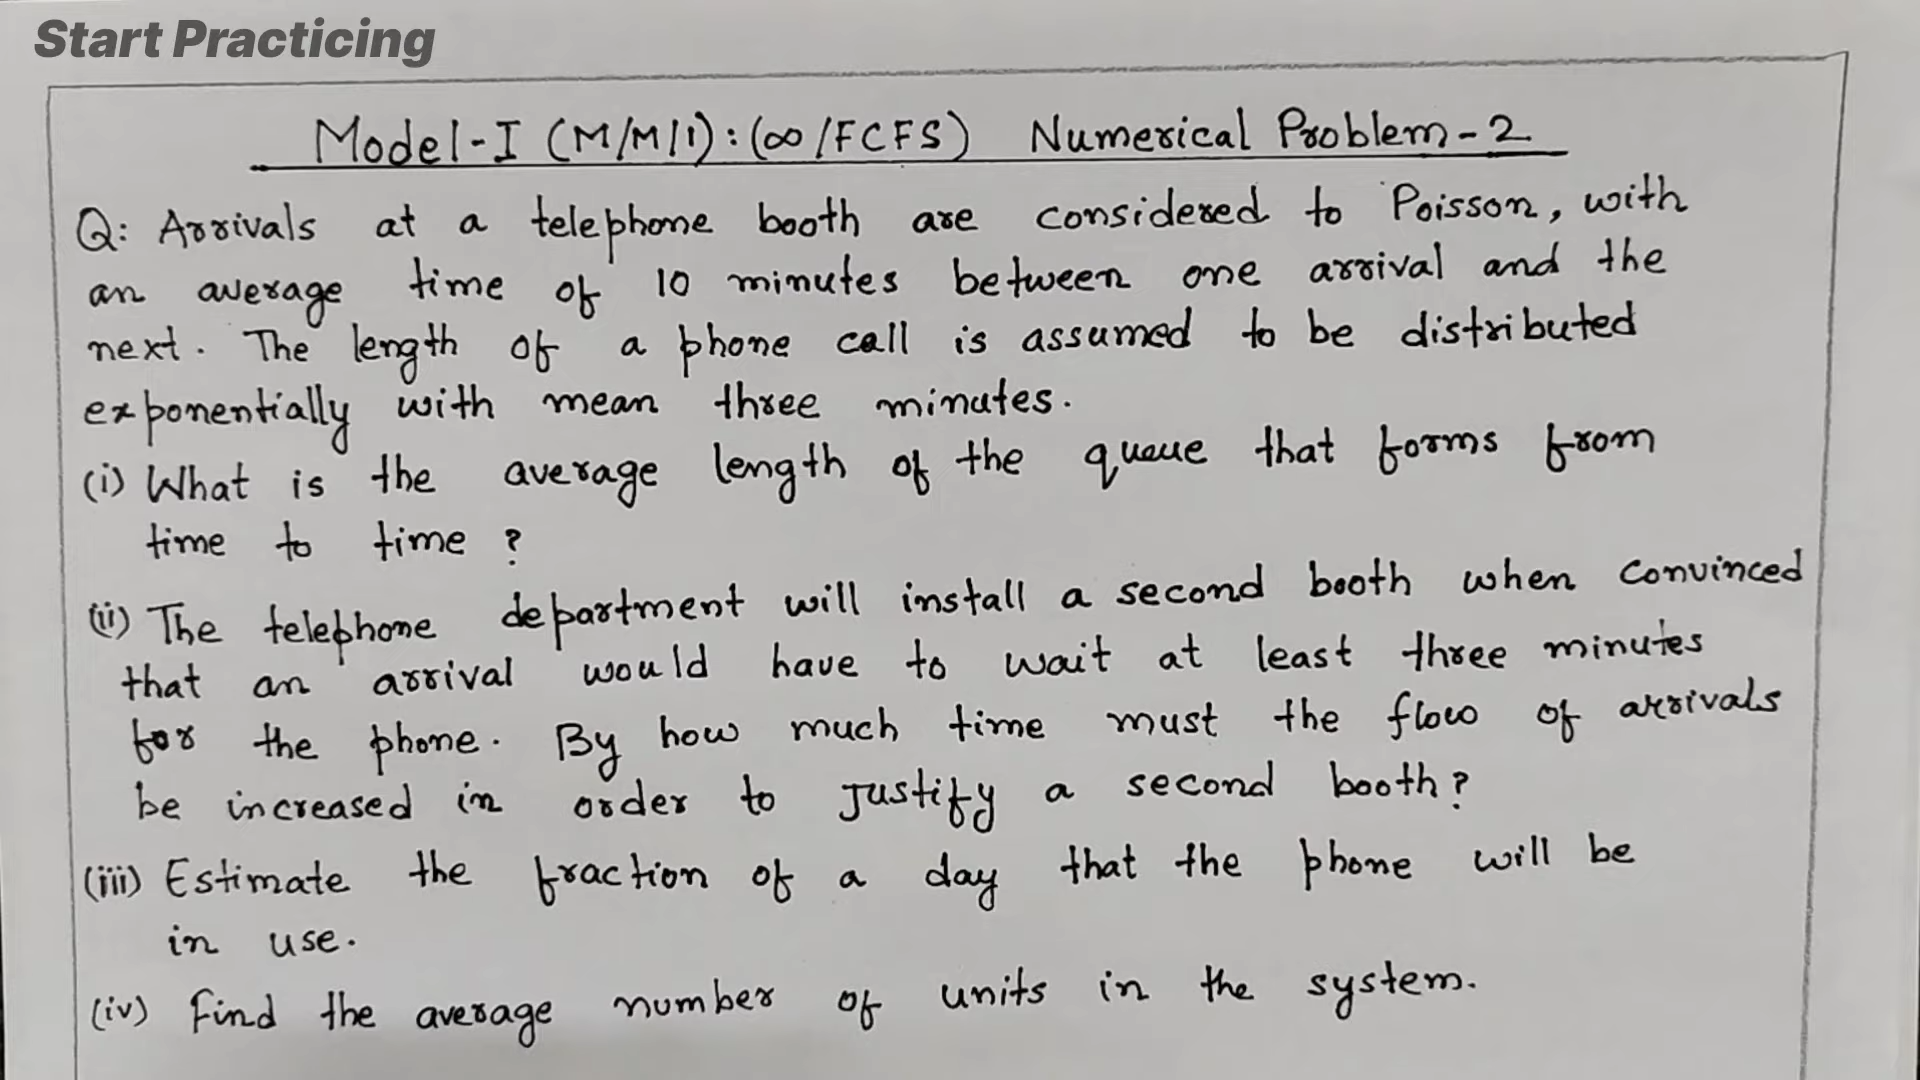 Start Practicing
Model-I (M/M/1):(∞/FCFS) Numerical Problem-2
Q: Arrivals at a telephone booth are considered to Poisson, with
an average time of 10 minutes between one arrival and the
next. The length of a phone call is assumed to be distributed
exponentially with mean three minutes.
(i) What is the average length of the queue that forms from
time to time?
(ii) The telephone department will install a second booth when convinced
that an arrival would have to wait at least three minutes
for the phone. By how much time must the flow of arrivals
be increased in order to justify a second booth?
(iii) Estimate the fraction of a day that the phone will be
in use.
(iv) Find the average number of units in the system.